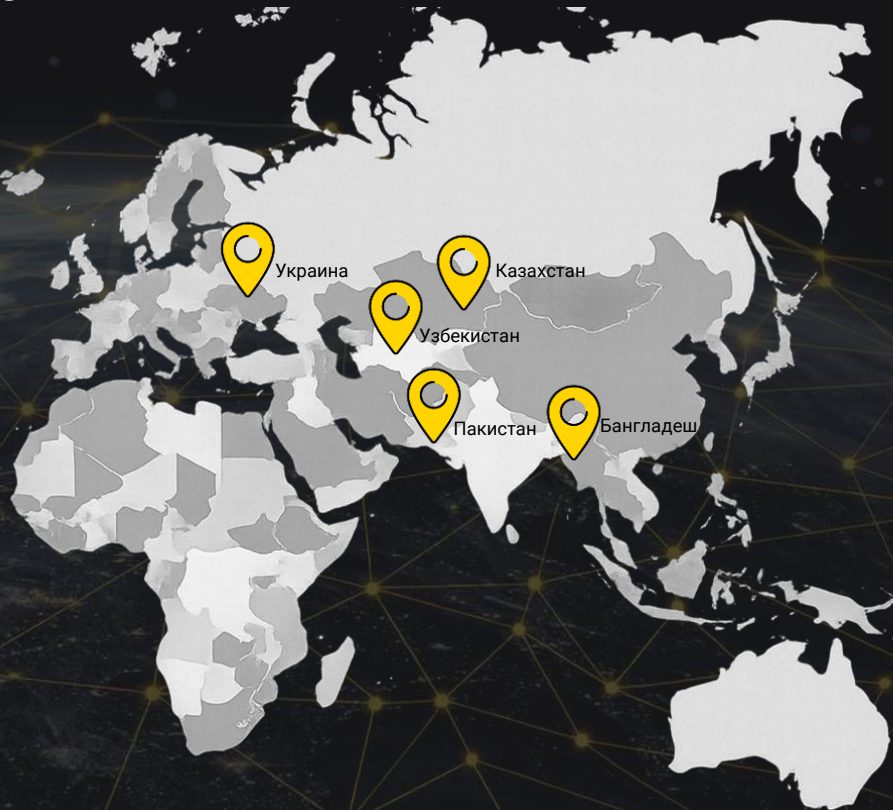 Украина
Казахстан
Узбекистан
Пакистан
Бангладеш